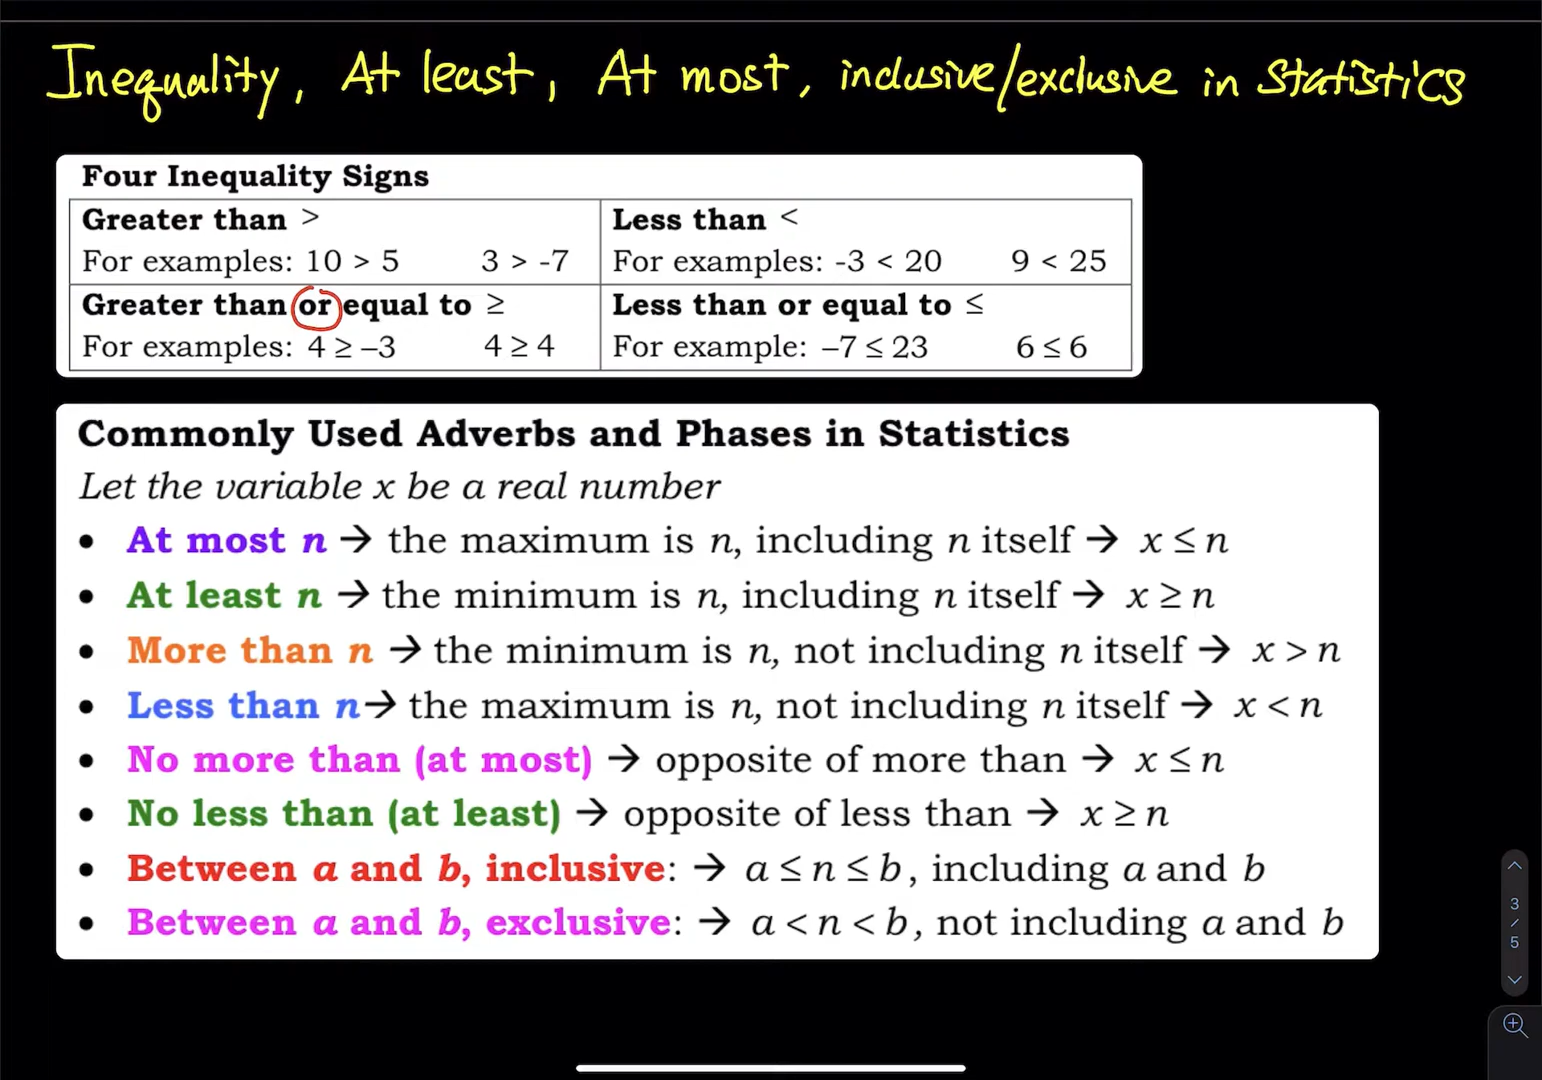 Inequality, At least, At most, inclusive/exclusive in Statistics
Four Inequality Signs
Greater than >
For examples: 10 > 5 3 > -7
Less than <
For examples: -3 < 20 9 < 25
Greater than or equal to ≥
For examples: 4 ≥ –3 4 ≥ 4
Less than or equal to ≤
For example: –7 ≤ 23 6 ≤ 6
Commonly Used Adverbs and Phases in Statistics
Let the variable x be a real number
• At most n → the maximum is n, including n itself → x ≤ n
• At least n → the minimum is n, including n itself → x ≥ n
• More than n → the minimum is n, not including n itself → x > n
• Less than n→ the maximum is n, not including n itself → x < n
• No more than (at most) → opposite of more than → x ≤ n
• No less than (at least) → opposite of less than → x ≥ n
• Between a and b, inclusive: → a ≤ n ≤ b, including a and b
• Between a and b, exclusive: → a < n < b, not including a and b
3
/
5